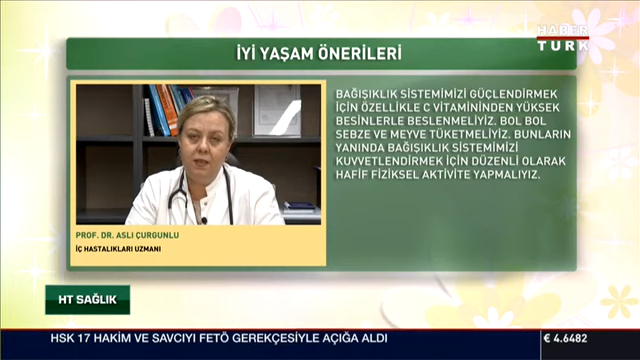 HABER
TÜRK
İYİ YAŞAM ÖNERİLERİ
BAĞIŞIKLIK SİSTEMİMİZİ GÜÇLENDİRMEK
İÇİN ÖZELLİKLE C VİTAMİNİNDEN YÜKSEK
BESİNLERLE BESLENMELİYİZ. BOL BOL
SEBZE VE MEYVE TÜKETMELİYİZ. BUNLARIN
YANINDA BAĞIŞIKLIK SİSTEMİMİZİ
KUVVETLENDİRMEK İÇİN DÜZENLİ OLARAK
HAFİF FİZİKSEL AKTİVİTE YAPMALIYIZ.
PROF. DR. ASLI ÇURGUNLU
İÇ HASTALIKLARI UZMANI
HT SAĞLIK
HSK 17 HAKİM VE SAVCIYI FETÖ GEREKÇESİYLE AÇIĞA ALDI
€ 4.6482